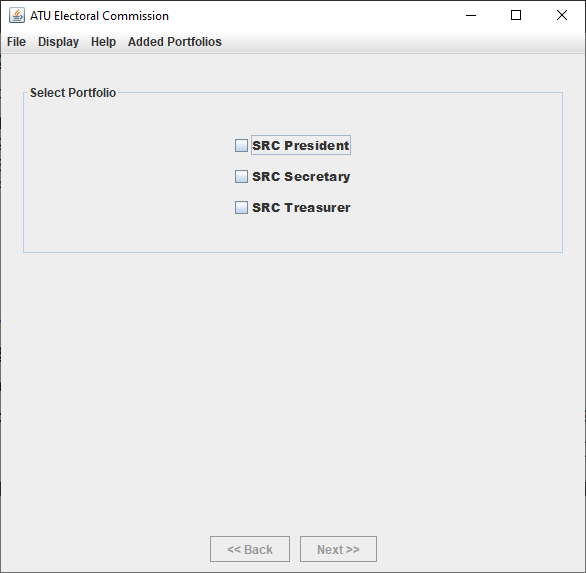 ATU Electoral Commission
File Display Help Added Portfolios
Select Portfolio
SRC President
SRC Secretary
SRC Treasurer
<< Back Next >>